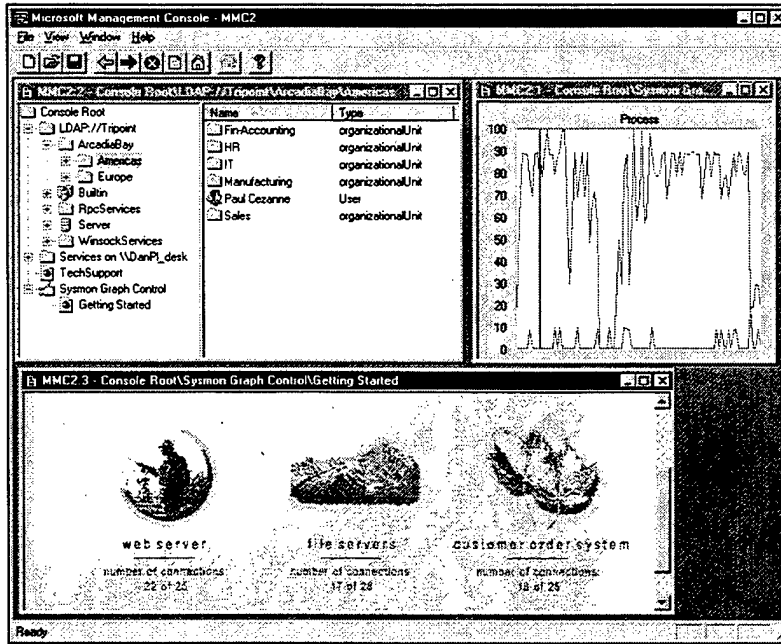 Microsoft Management Console - MMC2
File View Window Help
MMC2:2 - Console Root\LDAP://Tripoint\ArcadiaBay\Americas
Console Root
LDAP://Tripoint
ArcadiaBay
Americas
Europe
Builtin
RpcServices
Server
WinsockServices
Services on \\DanPl_desk
TechSupport
Sysmon Graph Control
Getting Started
Name Type
Fin-Accounting organizationalUnit
HR organizationalUnit
IT organizationalUnit
Manufacturing organizationalUnit
Paul Cezanne User
Sales organizationalUnit
MMC2:1 - Console Root\Sysmon Gra...
Process
100
90
80
70
60
50
40
30
20
10
0
MMC2:3 - Console Root\Sysmon Graph Control\Getting Started
web server
number of connections
22 of 25
file servers
number of connections
17 of 28
customer order system
number of connections:
18 of 25
Ready